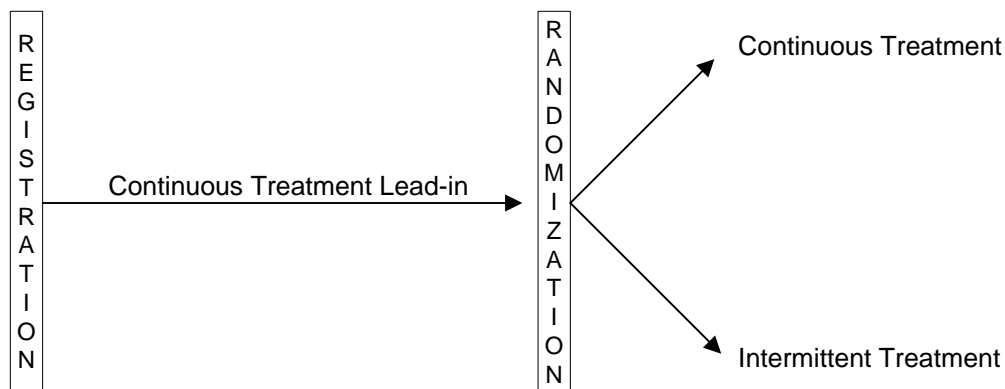 REGISTRATION
Continuous Treatment Lead-in
RANDOMIZATION
Continuous Treatment
Intermittent Treatment